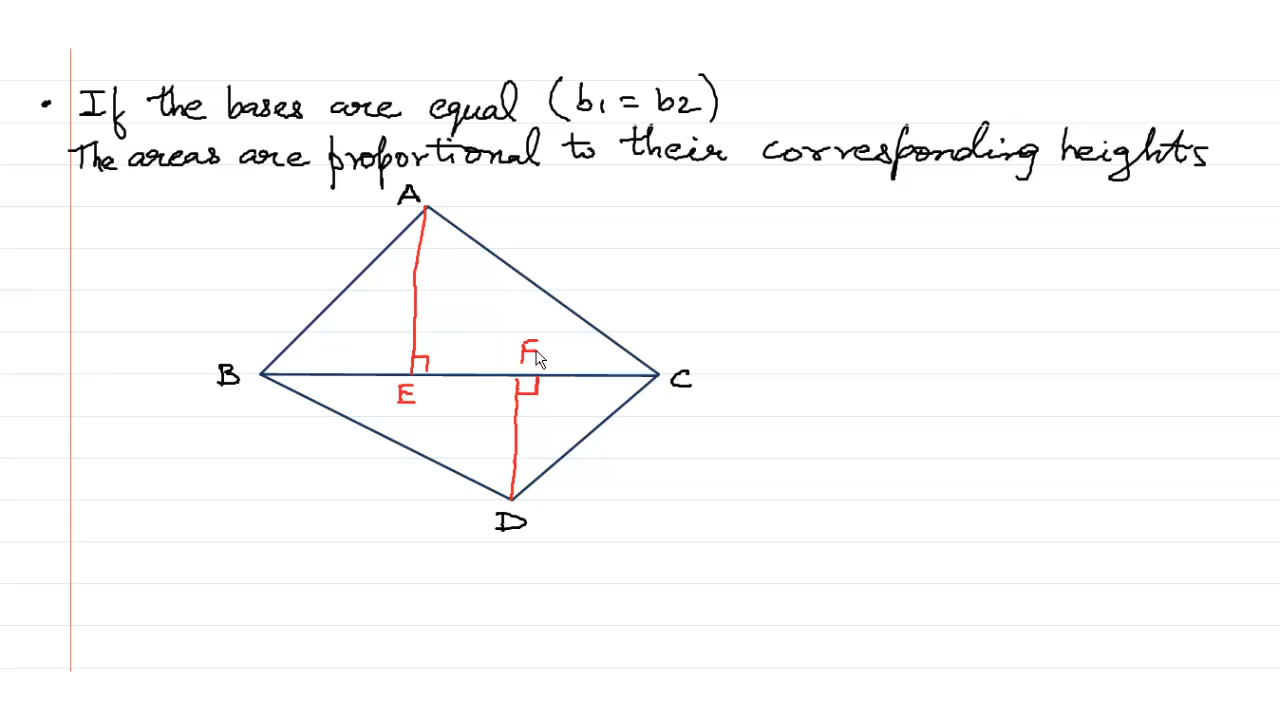 • If the bases are equal (b1 = b2)
The areas are proportional to their corresponding heights
A
F
B
C
E
D